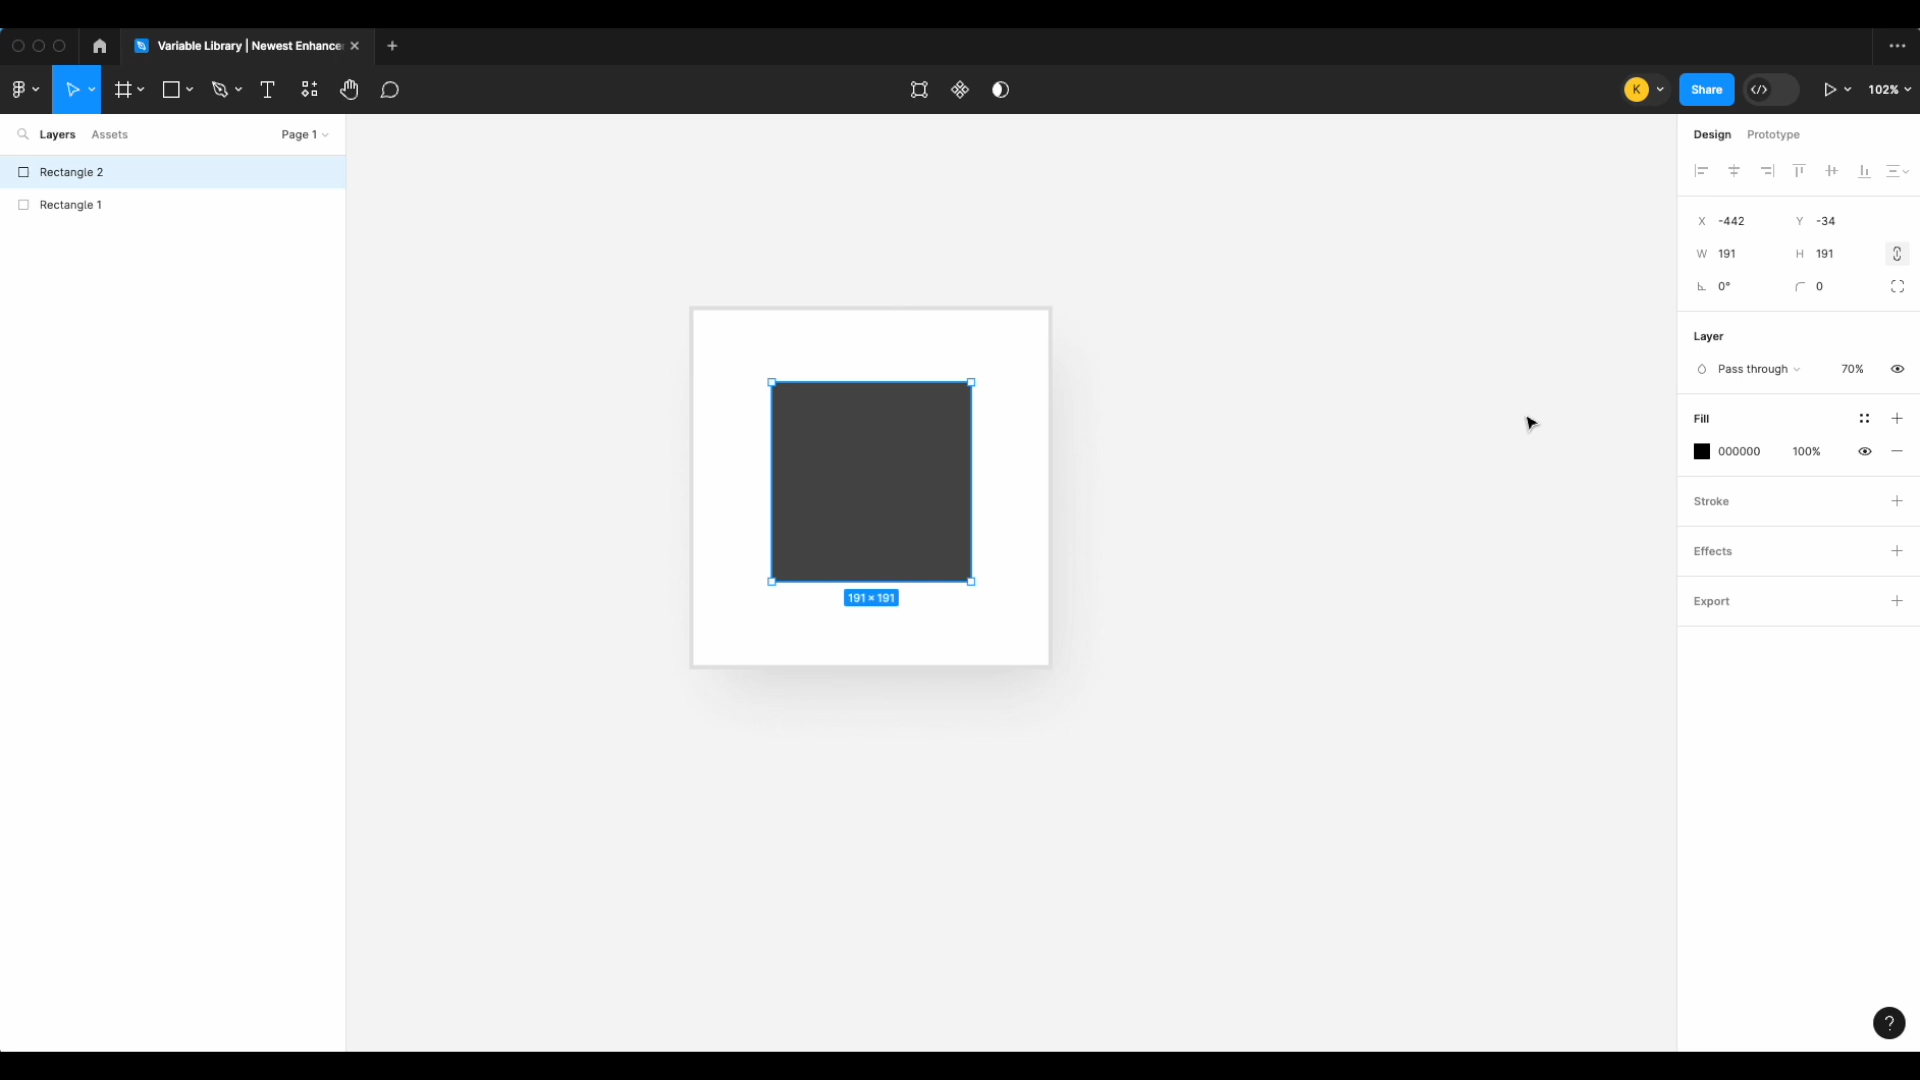 Variable Library | Newest Enhance
K
Share
102%
Layers
Assets
Page 1
Design
Prototype
Rectangle 2
Rectangle 1
X -442
Y -34
W 191
H 191
0°
0
Layer
Pass through
70%
Fill
000000
100%
Stroke
Effects
Export
191 × 191
?